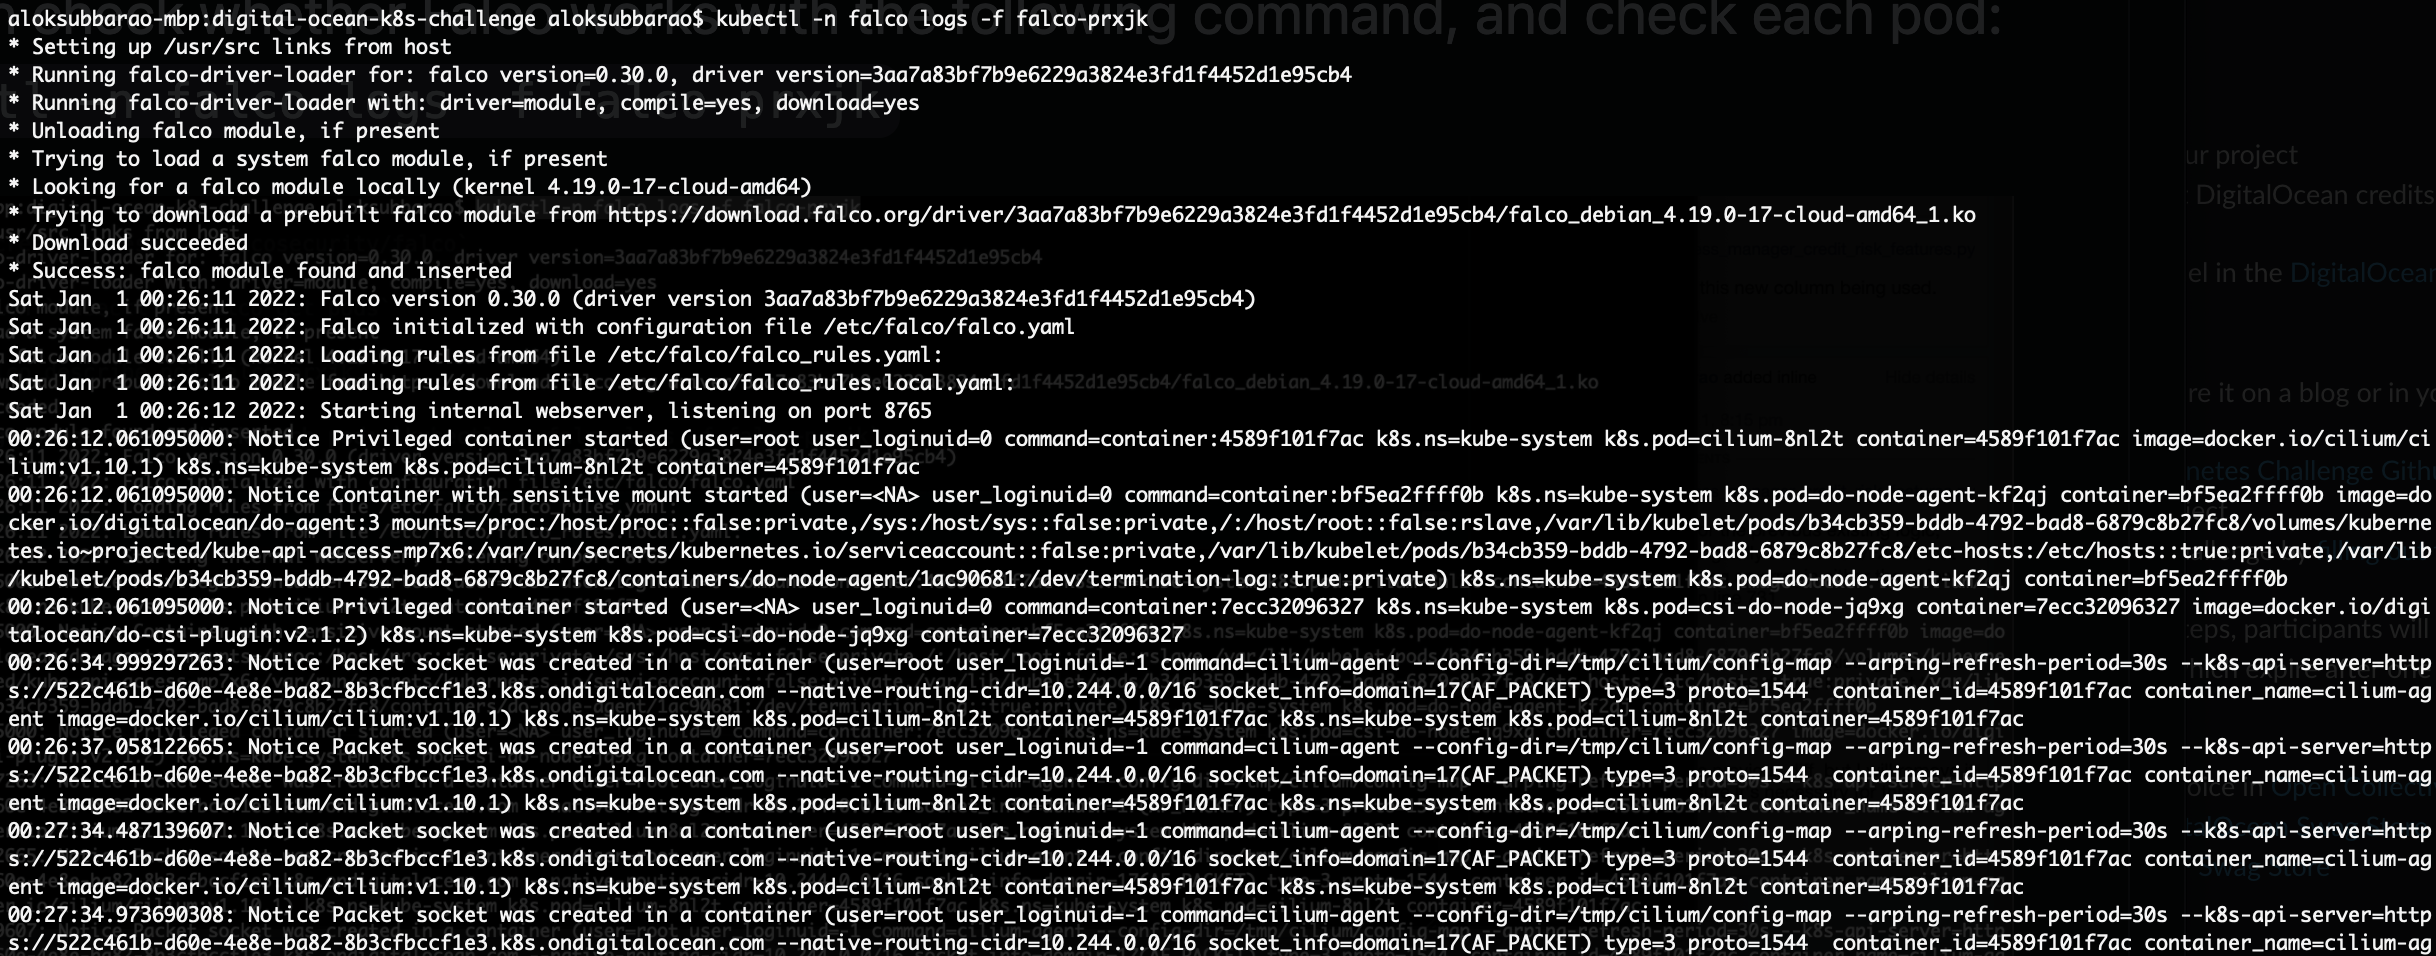 aloksubbarao-mbp:digital-ocean-k8s-challenge aloksubbarao$ kubectl -n falco logs -f falco-prxjk
* Setting up /usr/src links from host
* Running falco-driver-loader for: falco version=0.30.0, driver version=3aa7a83bf7b9e6229a3824e3fd1f4452d1e95cb4
* Running falco-driver-loader with: driver=module, compile=yes, download=yes
* Unloading falco module, if present
* Trying to load a system falco module, if present
* Looking for a falco module locally (kernel 4.19.0-17-cloud-amd64)
* Trying to download a prebuilt falco module from https://download.falco.org/driver/3aa7a83bf7b9e6229a3824e3fd1f4452d1e95cb4/falco_debian_4.19.0-17-cloud-amd64_1.ko
* Download succeeded
* Success: falco module found and inserted
Sat Jan  1 00:26:11 2022: Falco version 0.30.0 (driver version 3aa7a83bf7b9e6229a3824e3fd1f4452d1e95cb4)
Sat Jan  1 00:26:11 2022: Falco initialized with configuration file /etc/falco/falco.yaml
Sat Jan  1 00:26:11 2022: Loading rules from file /etc/falco/falco_rules.yaml:
Sat Jan  1 00:26:11 2022: Loading rules from file /etc/falco/falco_rules.local.yaml:
Sat Jan  1 00:26:12 2022: Starting internal webserver, listening on port 8765
00:26:12.061095000: Notice Privileged container started (user=root user_loginuid=0 command=container:4589f101f7ac k8s.ns=kube-system k8s.pod=cilium-8nl2t container=4589f101f7ac image=docker.io/cilium/ci
lium:v1.10.1) k8s.ns=kube-system k8s.pod=cilium-8nl2t container=4589f101f7ac
00:26:12.061095000: Notice Container with sensitive mount started (user=<NA> user_loginuid=0 command=container:bf5ea2ffff0b k8s.ns=kube-system k8s.pod=do-node-agent-kf2qj container=bf5ea2ffff0b image=do
cker.io/digitalocean/do-agent:3 mounts=/proc:/host/proc::false:private,/sys:/host/sys::false:private,/:/host/root::false:rslave,/var/lib/kubelet/pods/b34cb359-bddb-4792-bad8-6879c8b27fc8/volumes/kuberne
tes.io~projected/kube-api-access-mp7x6:/var/run/secrets/kubernetes.io/serviceaccount::false:private,/var/lib/kubelet/pods/b34cb359-bddb-4792-bad8-6879c8b27fc8/etc-hosts:/etc/hosts::true:private,/var/lib
/kubelet/pods/b34cb359-bddb-4792-bad8-6879c8b27fc8/containers/do-node-agent/1ac90681:/dev/termination-log::true:private) k8s.ns=kube-system k8s.pod=do-node-agent-kf2qj container=bf5ea2ffff0b
00:26:12.061095000: Notice Privileged container started (user=<NA> user_loginuid=0 command=container:7ecc32096327 k8s.ns=kube-system k8s.pod=csi-do-node-jq9xg container=7ecc32096327 image=docker.io/digi
talocean/do-csi-plugin:v2.1.2) k8s.ns=kube-system k8s.pod=csi-do-node-jq9xg container=7ecc32096327
00:26:34.999297263: Notice Packet socket was created in a container (user=root user_loginuid=-1 command=cilium-agent --config-dir=/tmp/cilium/config-map --arping-refresh-period=30s --k8s-api-server=http
s://522c461b-d60e-4e8e-ba82-8b3cfbccf1e3.k8s.ondigitalocean.com --native-routing-cidr=10.244.0.0/16 socket_info=domain=17(AF_PACKET) type=3 proto=1544  container_id=4589f101f7ac container_name=cilium-ag
ent image=docker.io/cilium/cilium:v1.10.1) k8s.ns=kube-system k8s.pod=cilium-8nl2t container=4589f101f7ac k8s.ns=kube-system k8s.pod=cilium-8nl2t container=4589f101f7ac
00:26:37.058122665: Notice Packet socket was created in a container (user=root user_loginuid=-1 command=cilium-agent --config-dir=/tmp/cilium/config-map --arping-refresh-period=30s --k8s-api-server=http
s://522c461b-d60e-4e8e-ba82-8b3cfbccf1e3.k8s.ondigitalocean.com --native-routing-cidr=10.244.0.0/16 socket_info=domain=17(AF_PACKET) type=3 proto=1544  container_id=4589f101f7ac container_name=cilium-ag
ent image=docker.io/cilium/cilium:v1.10.1) k8s.ns=kube-system k8s.pod=cilium-8nl2t container=4589f101f7ac k8s.ns=kube-system k8s.pod=cilium-8nl2t container=4589f101f7ac
00:27:34.487139607: Notice Packet socket was created in a container (user=root user_loginuid=-1 command=cilium-agent --config-dir=/tmp/cilium/config-map --arping-refresh-period=30s --k8s-api-server=http
s://522c461b-d60e-4e8e-ba82-8b3cfbccf1e3.k8s.ondigitalocean.com --native-routing-cidr=10.244.0.0/16 socket_info=domain=17(AF_PACKET) type=3 proto=1544  container_id=4589f101f7ac container_name=cilium-ag
ent image=docker.io/cilium/cilium:v1.10.1) k8s.ns=kube-system k8s.pod=cilium-8nl2t container=4589f101f7ac k8s.ns=kube-system k8s.pod=cilium-8nl2t container=4589f101f7ac
00:27:34.973690308: Notice Packet socket was created in a container (user=root user_loginuid=-1 command=cilium-agent --config-dir=/tmp/cilium/config-map --arping-refresh-period=30s --k8s-api-server=http
s://522c461b-d60e-4e8e-ba82-8b3cfbccf1e3.k8s.ondigitalocean.com --native-routing-cidr=10.244.0.0/16 socket_info=domain=17(AF_PACKET) type=3 proto=1544  container_id=4589f101f7ac container_name=cilium-ag